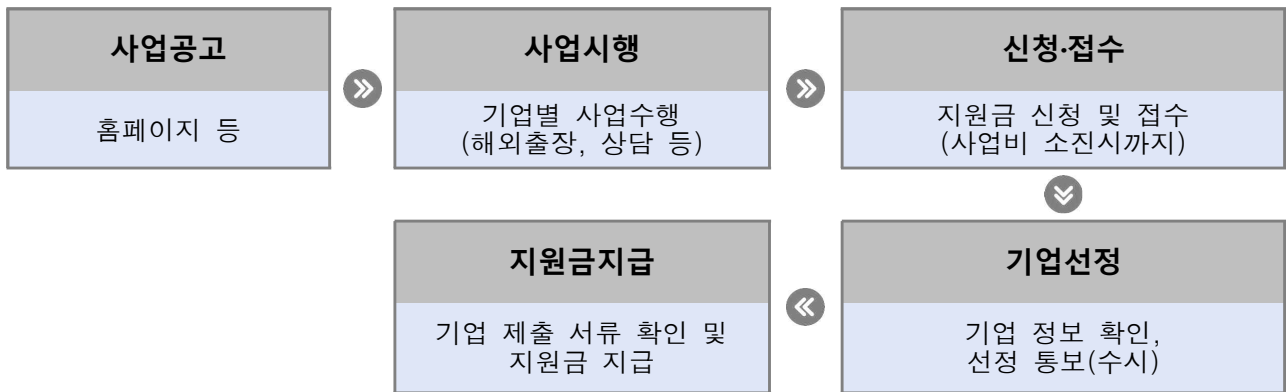 사업공고
홈페이지 등
사업시행
기업별 사업수행
(해외출장, 상담 등)
신청·접수
지원금 신청 및 접수
(사업비 소진시까지)
기업선정
기업 정보 확인,
선정 통보(수시)
지원금지급
기업 제출 서류 확인 및
지원금 지급